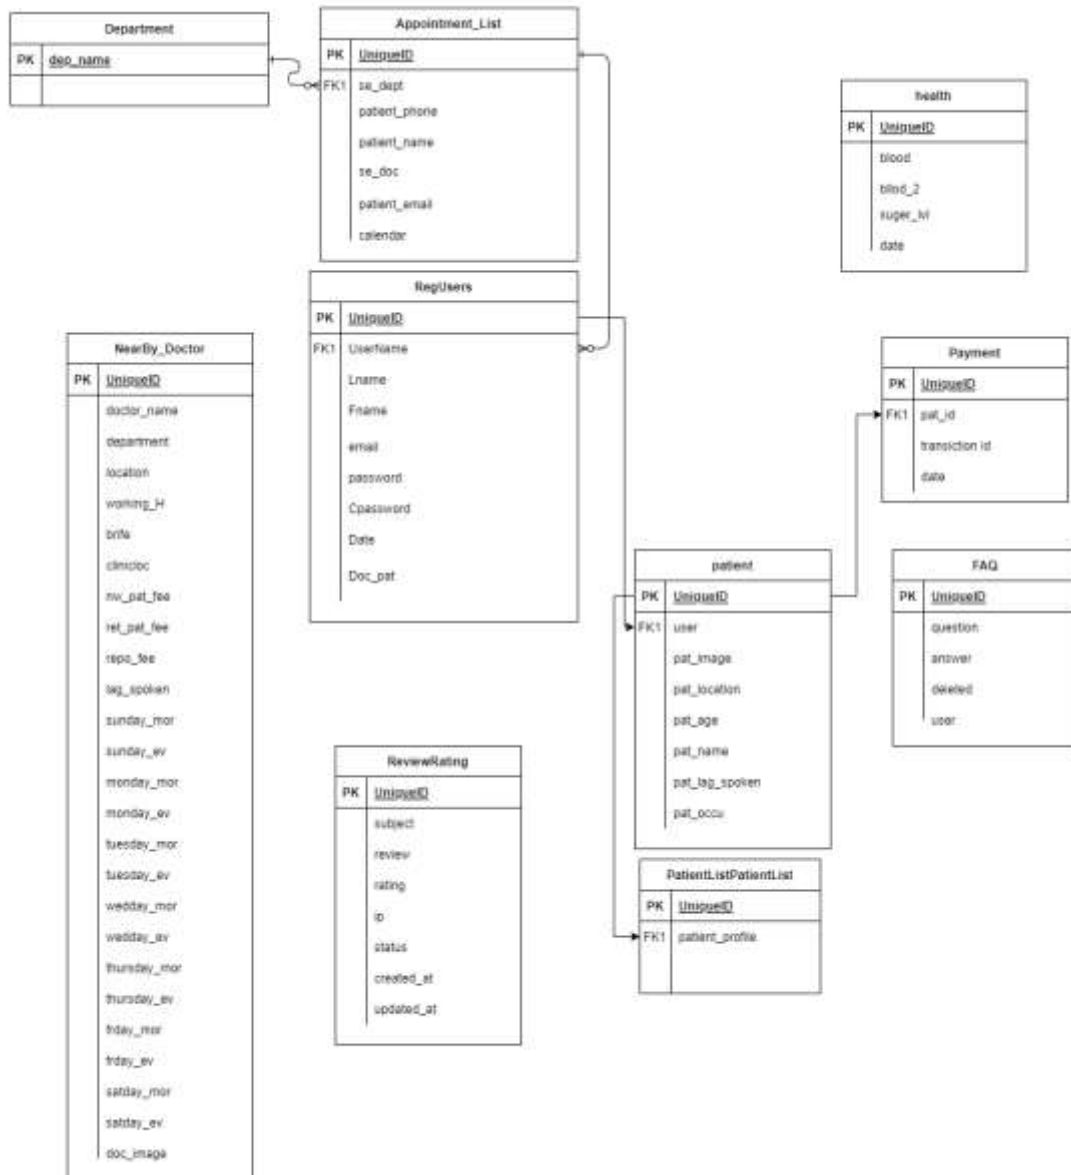 Department
PK dep_name
Appointment_List
PK UniqueID
FK1 se_dept
patient_phone
patient_name
se_doc
patient_email
calendar
health
PK UniqueID
blood
bllod_2
suger_lvl
date
RegUsers
PK UniqueID
FK1 UserName
Lname
Fname
email
password
Cpassword
Date
Doc_pat
NearBy_Doctor
PK UniqueID
doctor_name
department
location
working_H
brife
clinicloc
nw_pat_fee
ret_pat_fee
repo_fee
lag_spoken
sunday_mor
sunday_ev
monday_mor
monday_ev
tuesday_mor
tuesday_ev
wedday_mor
wedday_ev
thursday_mor
thursday_ev
friday_mor
friday_ev
satday_mor
satday_ev
doc_image
Payment
PK UniqueID
FK1 pat_id
transiction id
date
patient
PK UniqueID
FK1 user
pat_image
pat_location
pat_age
pat_name
pat_lag_spoken
pat_occu
FAQ
PK UniqueID
question
answer
deleted
user
ReviewRating
PK UniqueID
subject
review
rating
ip
status
created_at
updated_at
PatientListPatientList
PK UniqueID
FK1 patient_profile